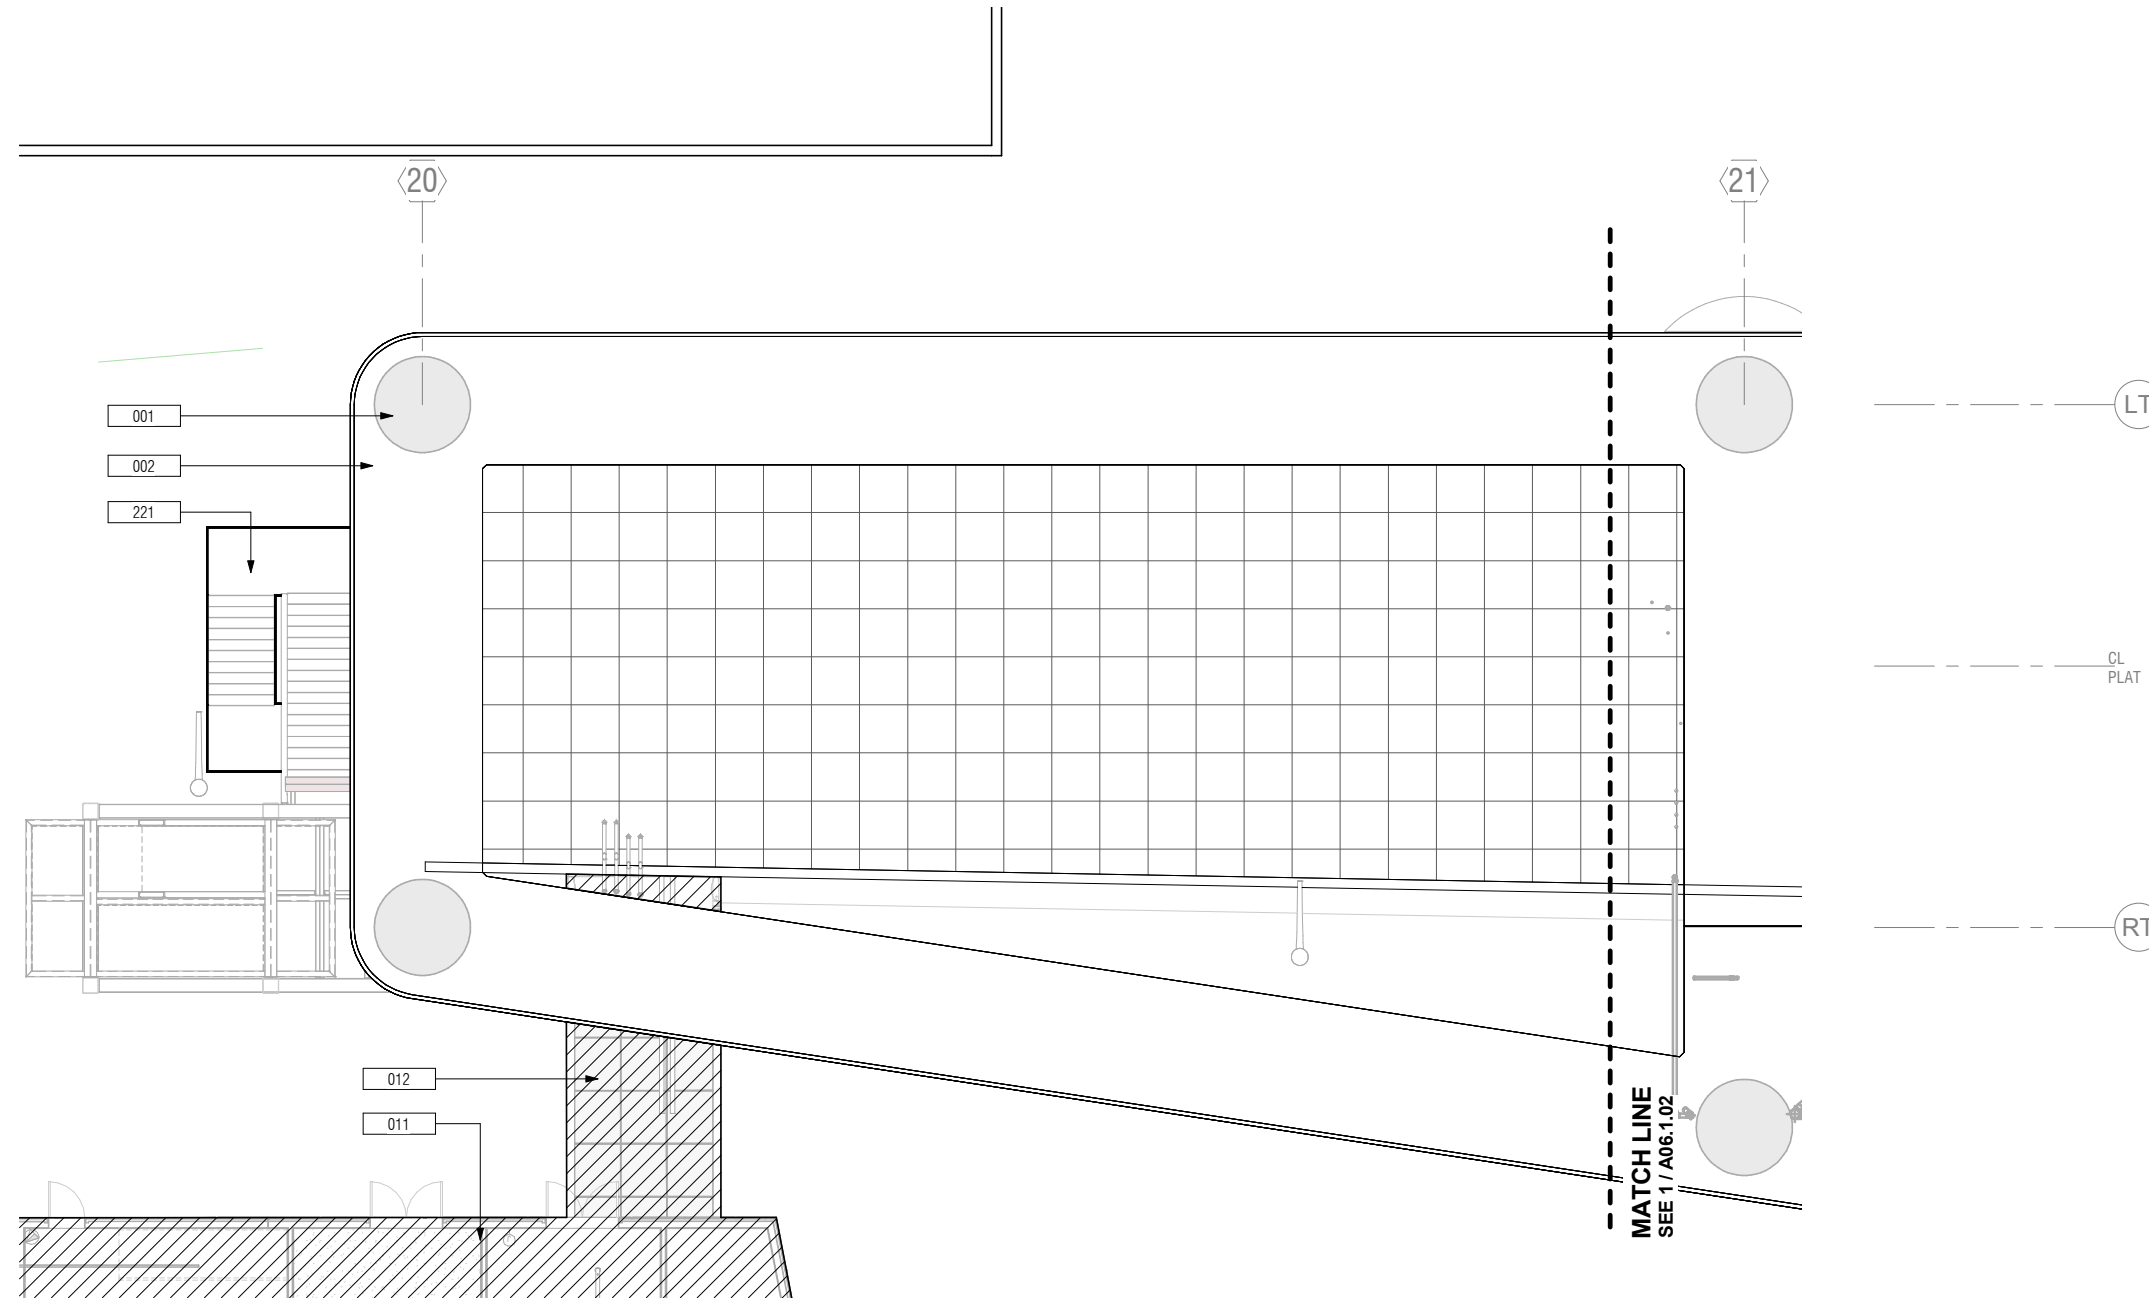 20
21
001
LT
002
221
CL
PLAT
RT
012
011
MATCH LINE
SEE 1 / A06.1.02